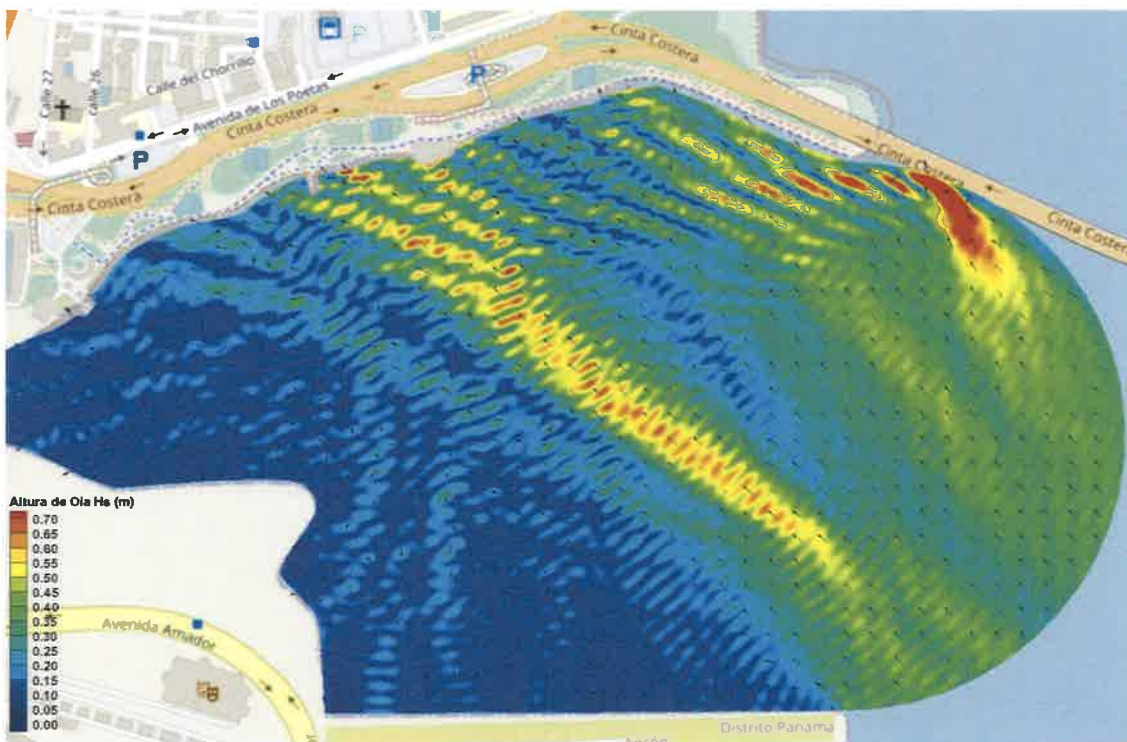 Cinta Costera
Calle 27
Calle 26
Calle del Chorrillo
P
Avenida de Los Poetas
Cinta Costera
P
Cinta Costera
Cinta Costera
Cinta Costera
Altura de Ola Hs (m)
0.70
0.65
0.60
0.55
0.50
0.45
0.40
0.35
0.30
0.25
0.20
0.15
0.10
0.05
0.00
Avenida Amador
Distrito Panamá
Ancón